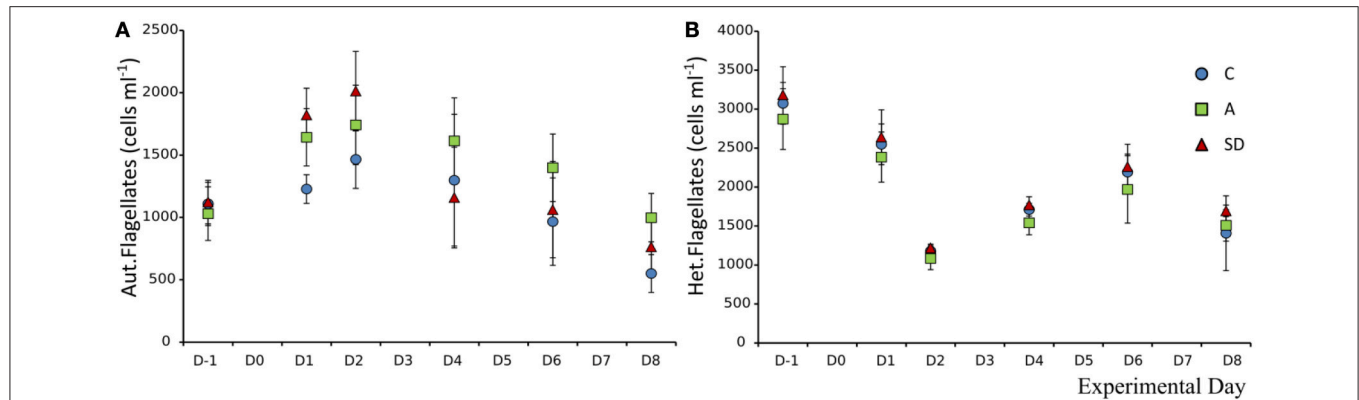 A
Aut.Flagellates (cells ml⁻¹)
2500
2000
1500
1000
500
0
D-1 D0 D1 D2 D3 D4 D5 D6 D7 D8
B
Het.Flagellates (cells ml⁻¹)
4000
3500
3000
2500
2000
1500
1000
500
0
D-1 D0 D1 D2 D3 D4 D5 D6 D7 D8
C
A
SD
Experimental Day